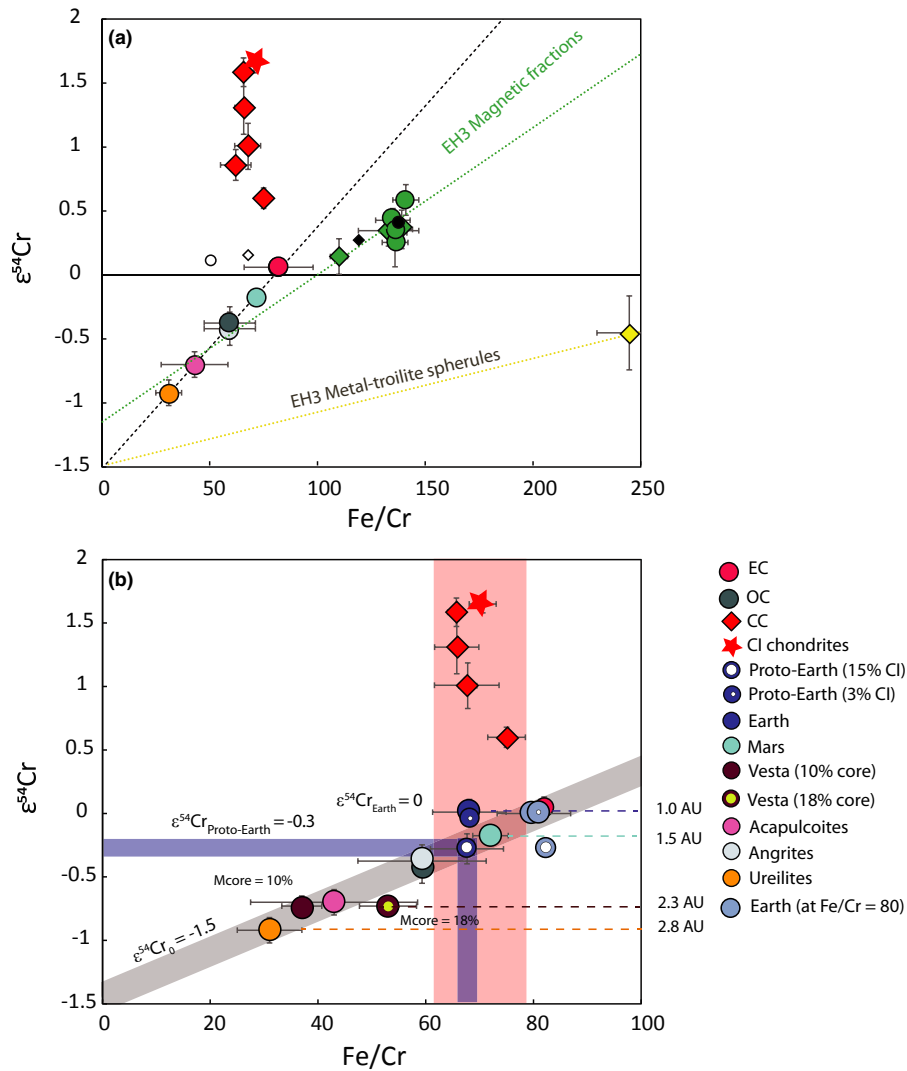 (a)
2
1.5
1
0.5
0
-0.5
-1
-1.5
ε⁵⁴Cr
EH3 Magnetic fractions
EH3 Metal-troilite spherules
0 50 100 150 200 250
Fe/Cr
(b)
2
1.5
1
0.5
0
-0.5
-1
-1.5
ε⁵⁴Cr
ε⁵⁴Cr Earth = 0
ε⁵⁴Cr Proto-Earth = -0.3
Mcore = 10%
Mcore = 18%
ε⁵⁴Cr₀ = -1.5
1.0 AU
1.5 AU
2.3 AU
2.8 AU
0 20 40 60 80 100
Fe/Cr
EC
OC
CC
CI chondrites
Proto-Earth (15% CI)
Proto-Earth (3% CI)
Earth
Mars
Vesta (10% core)
Vesta (18% core)
Acapulcoites
Angrites
Ureilites
Earth (at Fe/Cr = 80)